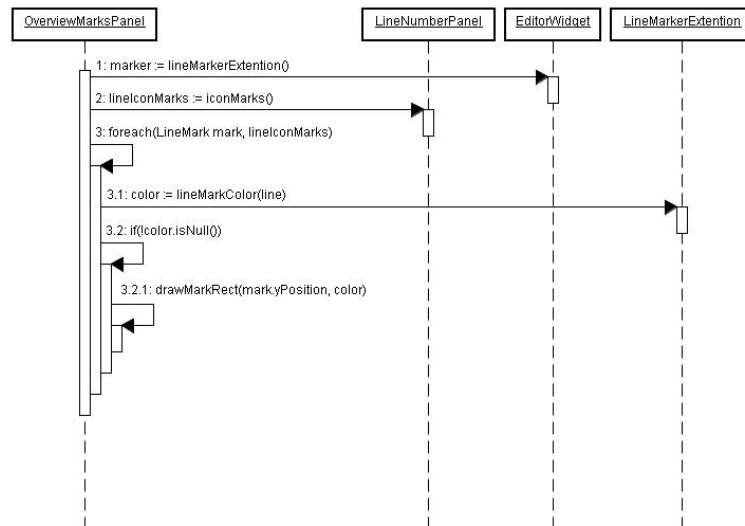 OverviewMarksPanel
LineNumberPanel
EditorWidget
LineMarkerExtention
1: marker := lineMarkerExtention()
2: lineIconMarks := iconMarks()
3: foreach(LineMark mark, lineIconMarks)
3.1: color := lineMarkColor(line)
3.2: if(!color.isNull())
3.2.1: drawMarkRect(mark.yPosition, color)